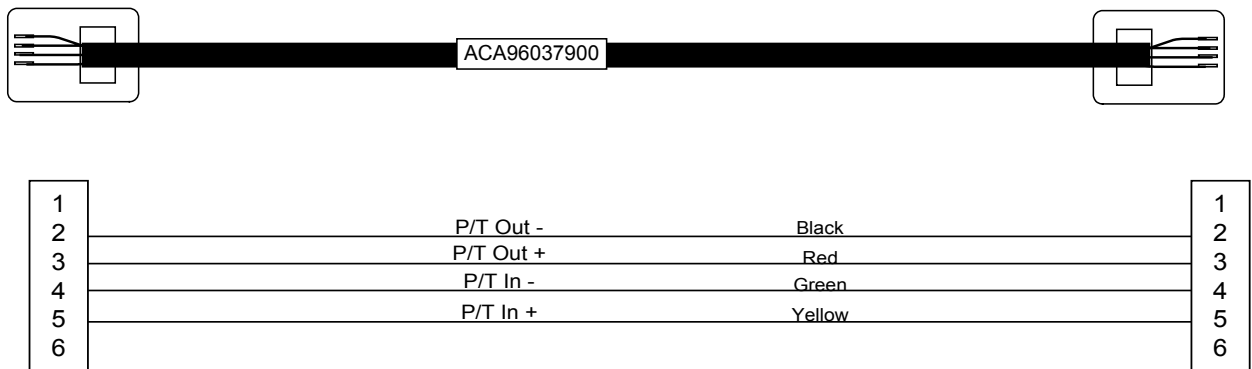 ACA96037900
1 1
2 P/T Out - Black 2
3 P/T Out + Red 3
4 P/T In - Green 4
5 P/T In + Yellow 5
6 6